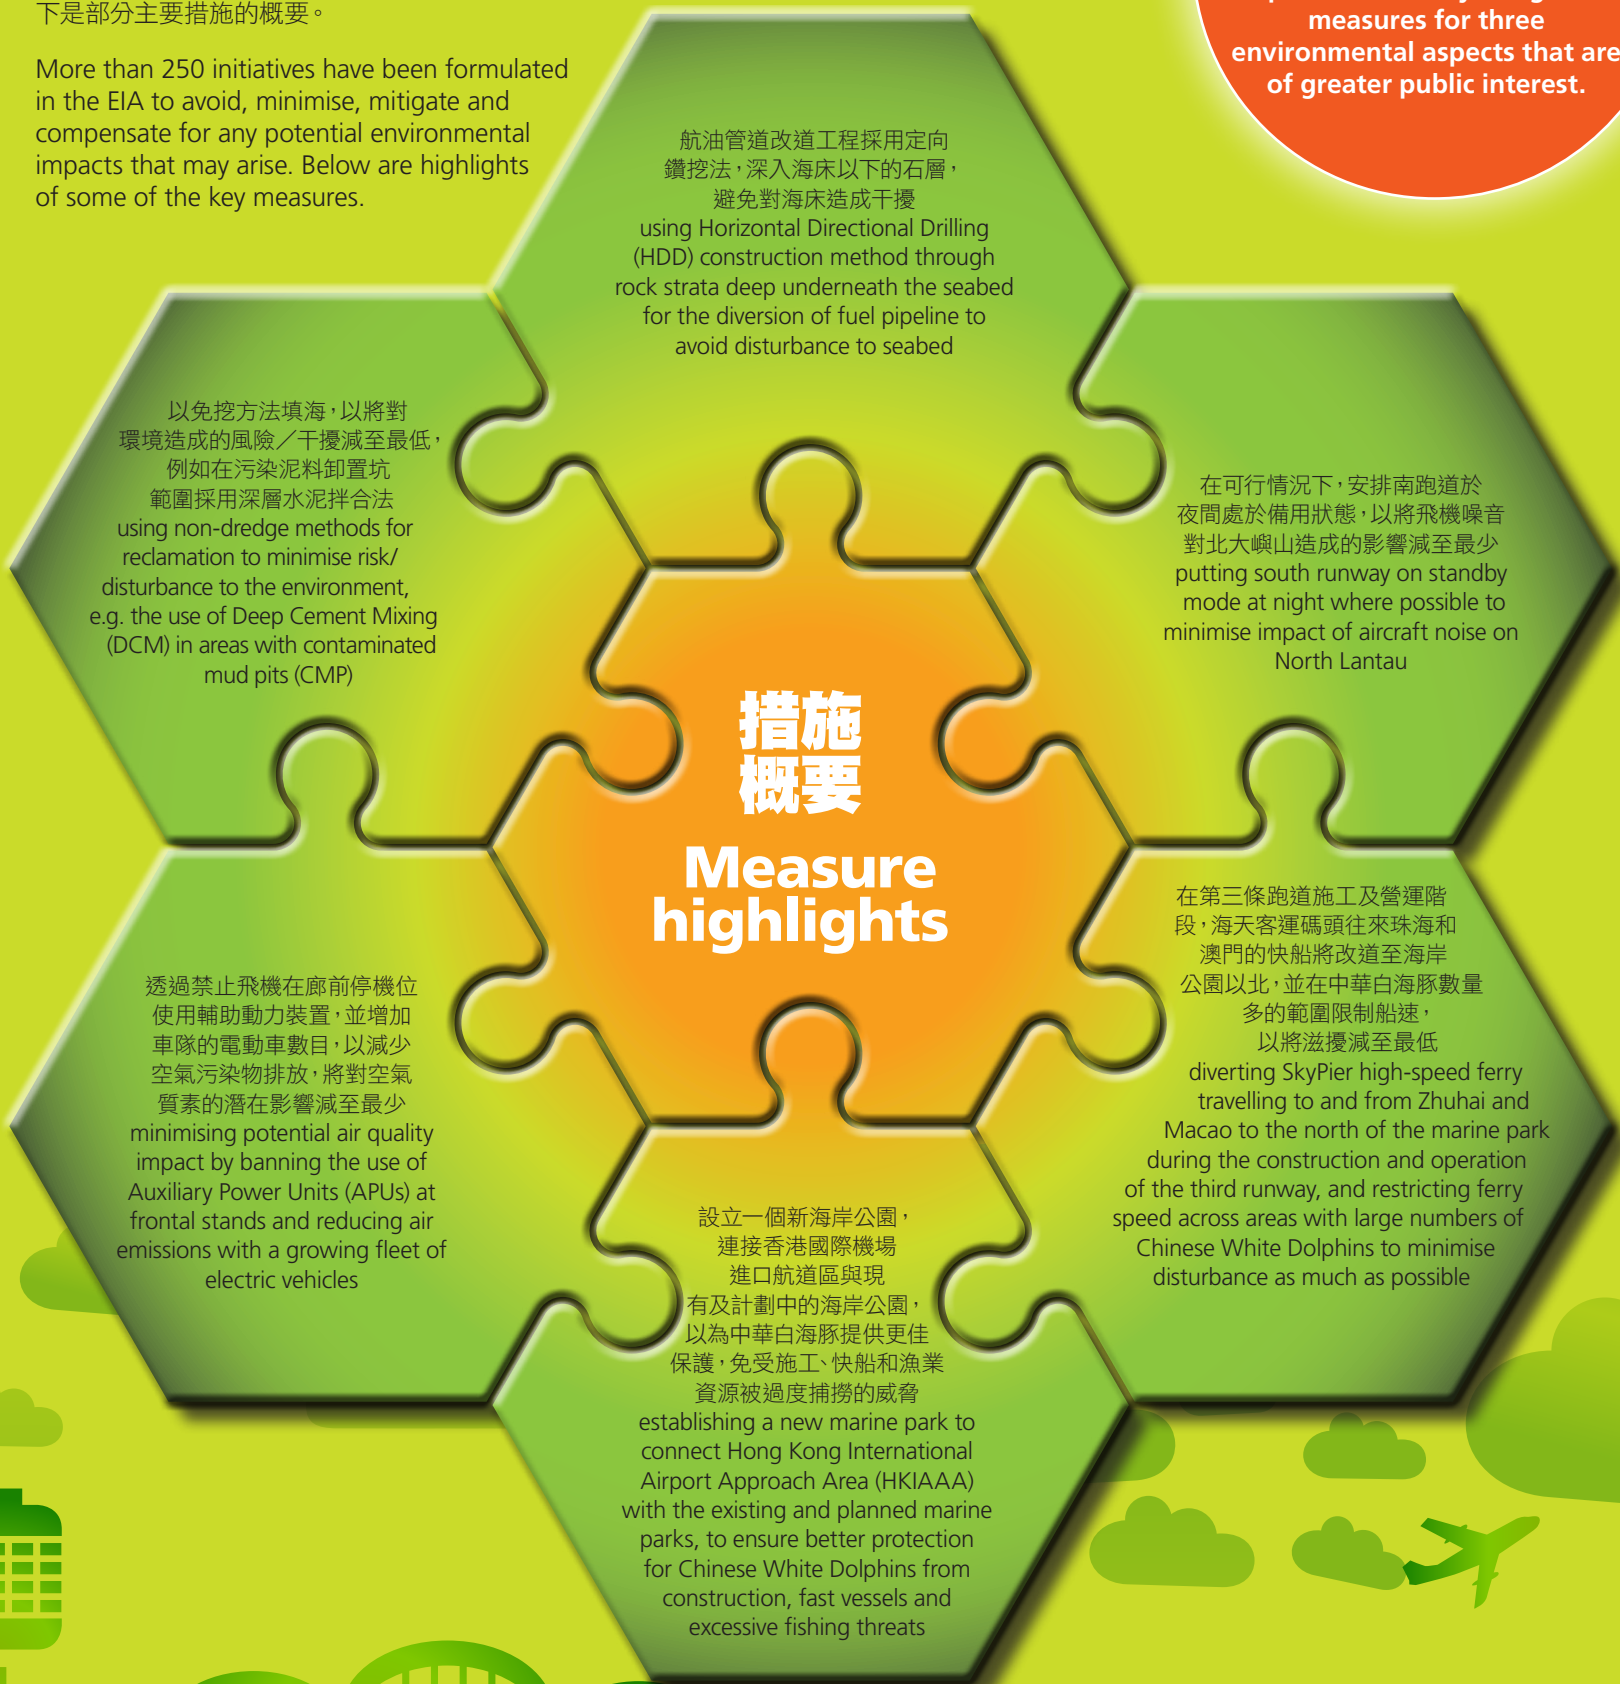 下是部分主要措施的概要。
More than 250 initiatives have been formulated
in the EIA to avoid, minimise, mitigate and
compensate for any potential environmental
impacts that may arise. Below are highlights
of some of the key measures.
measures for three
environmental aspects that are
of greater public interest.
航油管道改道工程採用定向
鑽挖法，深入海床以下的石層，
避免對海床造成干擾
using Horizontal Directional Drilling
(HDD) construction method through
rock strata deep underneath the seabed
for the diversion of fuel pipeline to
avoid disturbance to seabed
以免挖方法填海，以將對
環境造成的風險／干擾減至最低，
例如在污染泥料卸置坑
範圍採用深層水泥拌合法
using non-dredge methods for
reclamation to minimise risk/
disturbance to the environment,
e.g. the use of Deep Cement Mixing
(DCM) in areas with contaminated
mud pits (CMP)
在可行情況下，安排南跑道於
夜間處於備用狀態，以將飛機噪音
對北大嶼山造成的影響減至最少
putting south runway on standby
mode at night where possible to
minimise impact of aircraft noise on
North Lantau
措施
概要
Measure
highlights
透過禁止飛機在廊前停機位
使用輔助動力裝置，並增加
車隊的電動車數目，以減少
空氣污染物排放，將對空氣
質素的潛在影響減至最少
minimising potential air quality
impact by banning the use of
Auxiliary Power Units (APUs) at
frontal stands and reducing air
emissions with a growing fleet of
electric vehicles
在第三條跑道施工及營運階
段，海天客運碼頭往來珠海和
澳門的快船將改道至海岸
公園以北，並在中華白海豚數量
多的範圍限制船速，
以將滋擾減至最低
diverting SkyPier high-speed ferry
travelling to and from Zhuhai and
Macao to the north of the marine park
during the construction and operation
of the third runway, and restricting ferry
speed across areas with large numbers of
Chinese White Dolphins to minimise
disturbance as much as possible
設立一個新海岸公園，
連接香港國際機場
進口航道區與現
有及計劃中的海岸公園，
以為中華白海豚提供更佳
保護，免受施工、快船和漁業
資源被過度捕撈的威脅
establishing a new marine park to
connect Hong Kong International
Airport Approach Area (HKIAAA)
with the existing and planned marine
parks, to ensure better protection
for Chinese White Dolphins from
construction, fast vessels and
excessive fishing threats